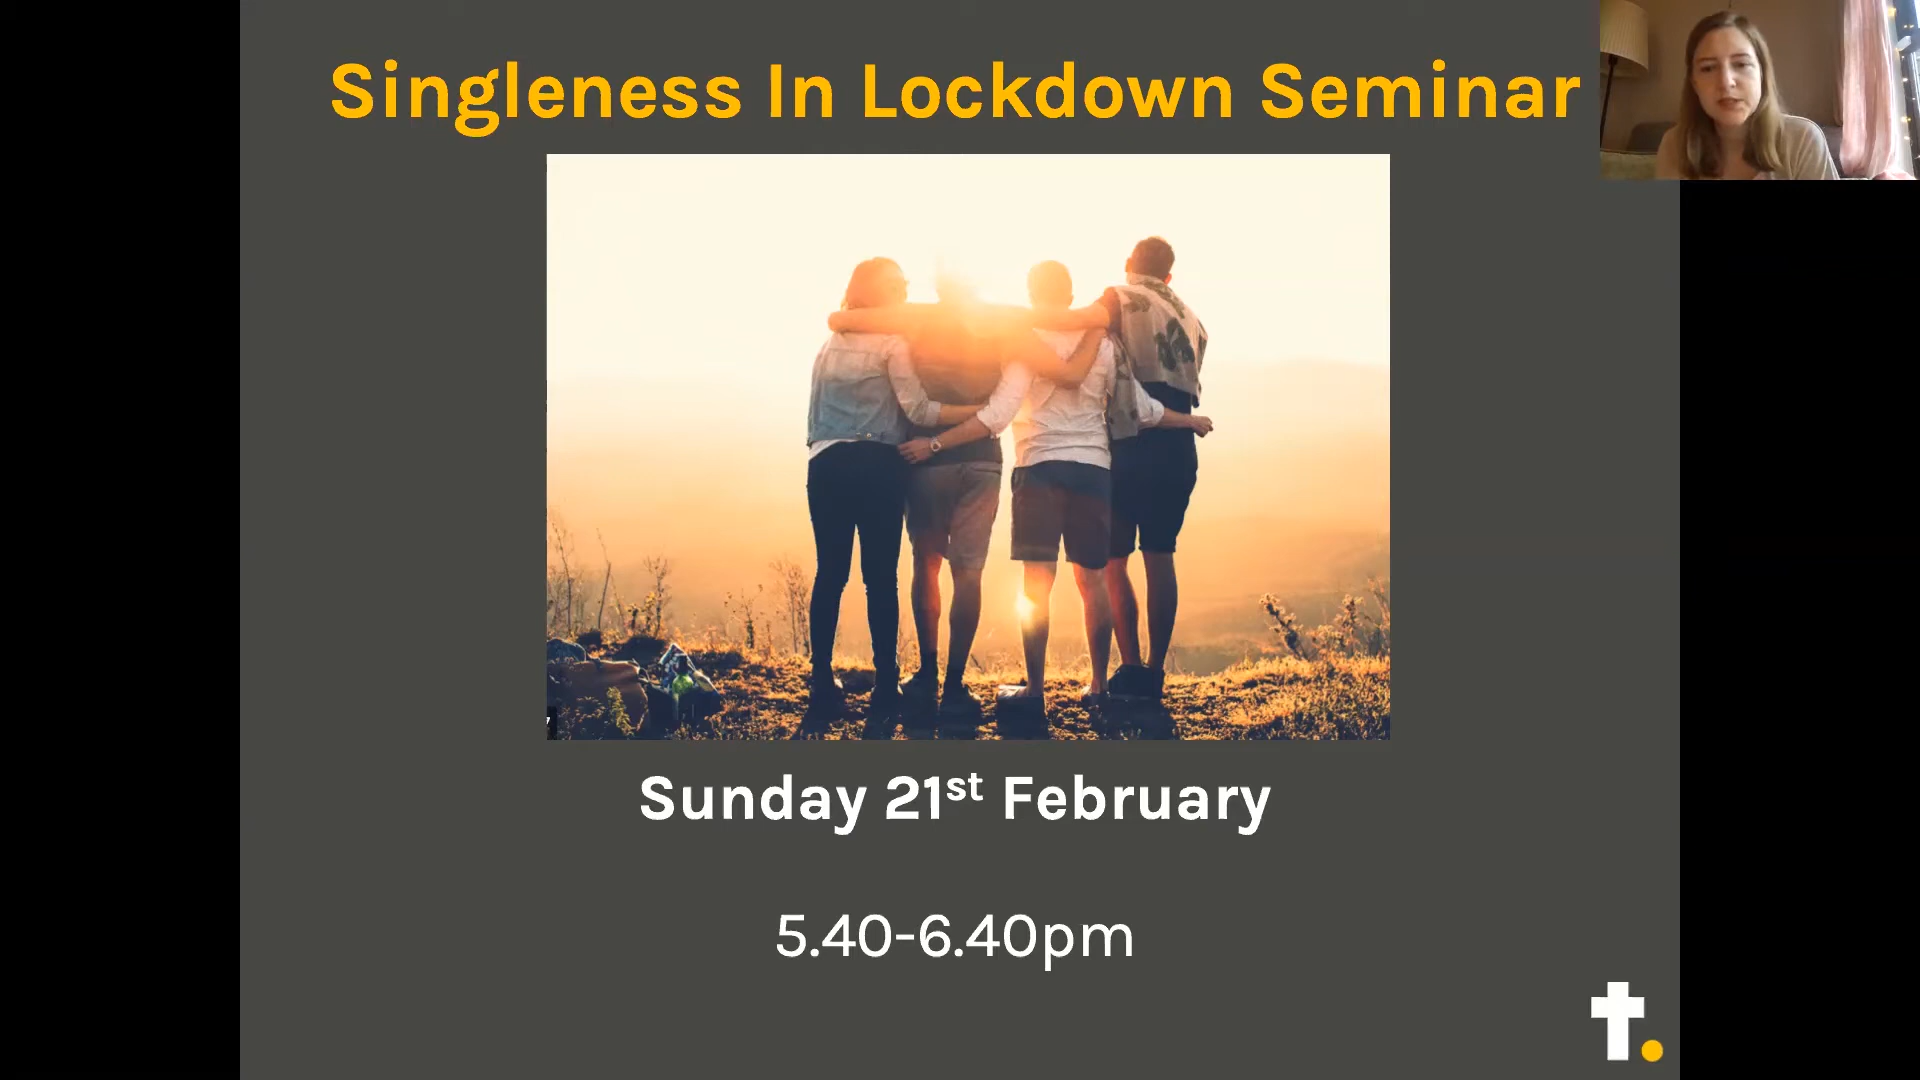 Singleness In Lockdown Seminar
Sunday 21st February
5.40-6.40pm
t.